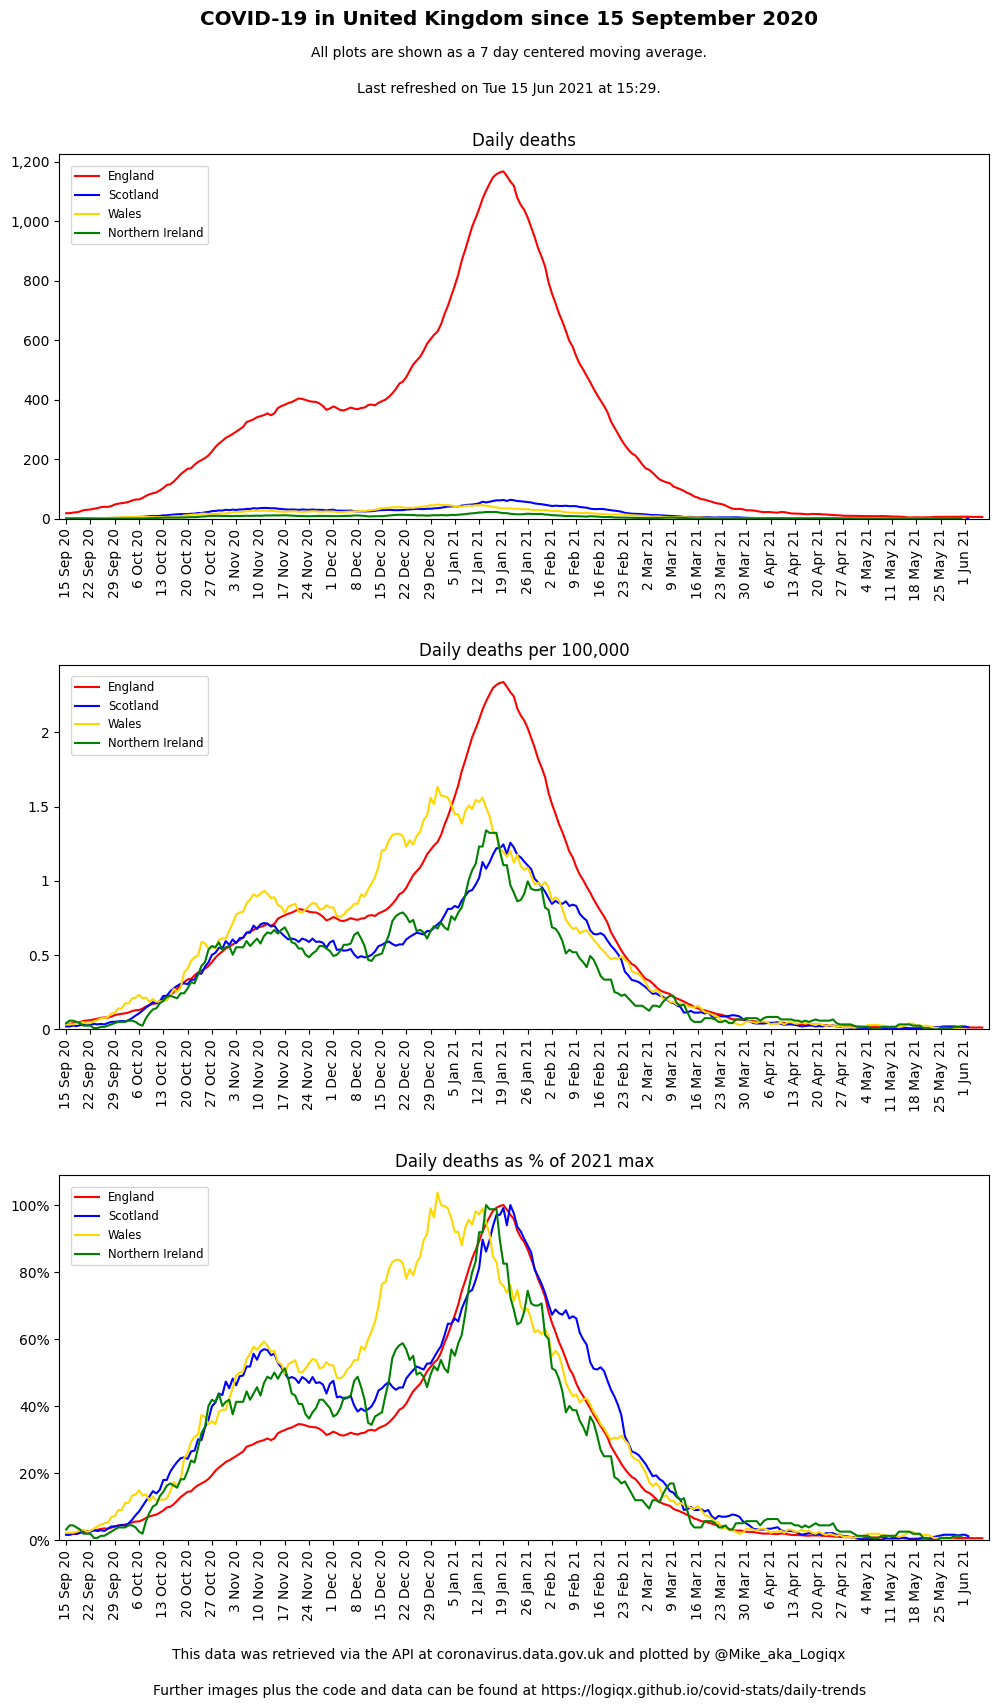 COVID-19 in United Kingdom since 15 September 2020
All plots are shown as a 7 day centered moving average.
Last refreshed on Tue 15 Jun 2021 at 15:29.
Daily deaths
1,200
1,000
800
600
400
200
0
England
Scotland
Wales
Northern Ireland
15 Sep 20
22 Sep 20
29 Sep 20
6 Oct 20
13 Oct 20
20 Oct 20
27 Oct 20
3 Nov 20
10 Nov 20
17 Nov 20
24 Nov 20
1 Dec 20
8 Dec 20
15 Dec 20
22 Dec 20
29 Dec 20
5 Jan 21
12 Jan 21
19 Jan 21
26 Jan 21
2 Feb 21
9 Feb 21
16 Feb 21
23 Feb 21
2 Mar 21
9 Mar 21
16 Mar 21
23 Mar 21
30 Mar 21
6 Apr 21
13 Apr 21
20 Apr 21
27 Apr 21
4 May 21
11 May 21
18 May 21
25 May 21
1 Jun 21
Daily deaths per 100,000
2
1.5
1
0.5
0
England
Scotland
Wales
Northern Ireland
15 Sep 20
22 Sep 20
29 Sep 20
6 Oct 20
13 Oct 20
20 Oct 20
27 Oct 20
3 Nov 20
10 Nov 20
17 Nov 20
24 Nov 20
1 Dec 20
8 Dec 20
15 Dec 20
22 Dec 20
29 Dec 20
5 Jan 21
12 Jan 21
19 Jan 21
26 Jan 21
2 Feb 21
9 Feb 21
16 Feb 21
23 Feb 21
2 Mar 21
9 Mar 21
16 Mar 21
23 Mar 21
30 Mar 21
6 Apr 21
13 Apr 21
20 Apr 21
27 Apr 21
4 May 21
11 May 21
18 May 21
25 May 21
1 Jun 21
Daily deaths as % of 2021 max
100%
80%
60%
40%
20%
0%
England
Scotland
Wales
Northern Ireland
15 Sep 20
22 Sep 20
29 Sep 20
6 Oct 20
13 Oct 20
20 Oct 20
27 Oct 20
3 Nov 20
10 Nov 20
17 Nov 20
24 Nov 20
1 Dec 20
8 Dec 20
15 Dec 20
22 Dec 20
29 Dec 20
5 Jan 21
12 Jan 21
19 Jan 21
26 Jan 21
2 Feb 21
9 Feb 21
16 Feb 21
23 Feb 21
2 Mar 21
9 Mar 21
16 Mar 21
23 Mar 21
30 Mar 21
6 Apr 21
13 Apr 21
20 Apr 21
27 Apr 21
4 May 21
11 May 21
18 May 21
25 May 21
1 Jun 21
This data was retrieved via the API at coronavirus.data.gov.uk and plotted by @Mike_aka_Logiqx
Further images plus the code and data can be found at https://logiqx.github.io/covid-stats/daily-trends